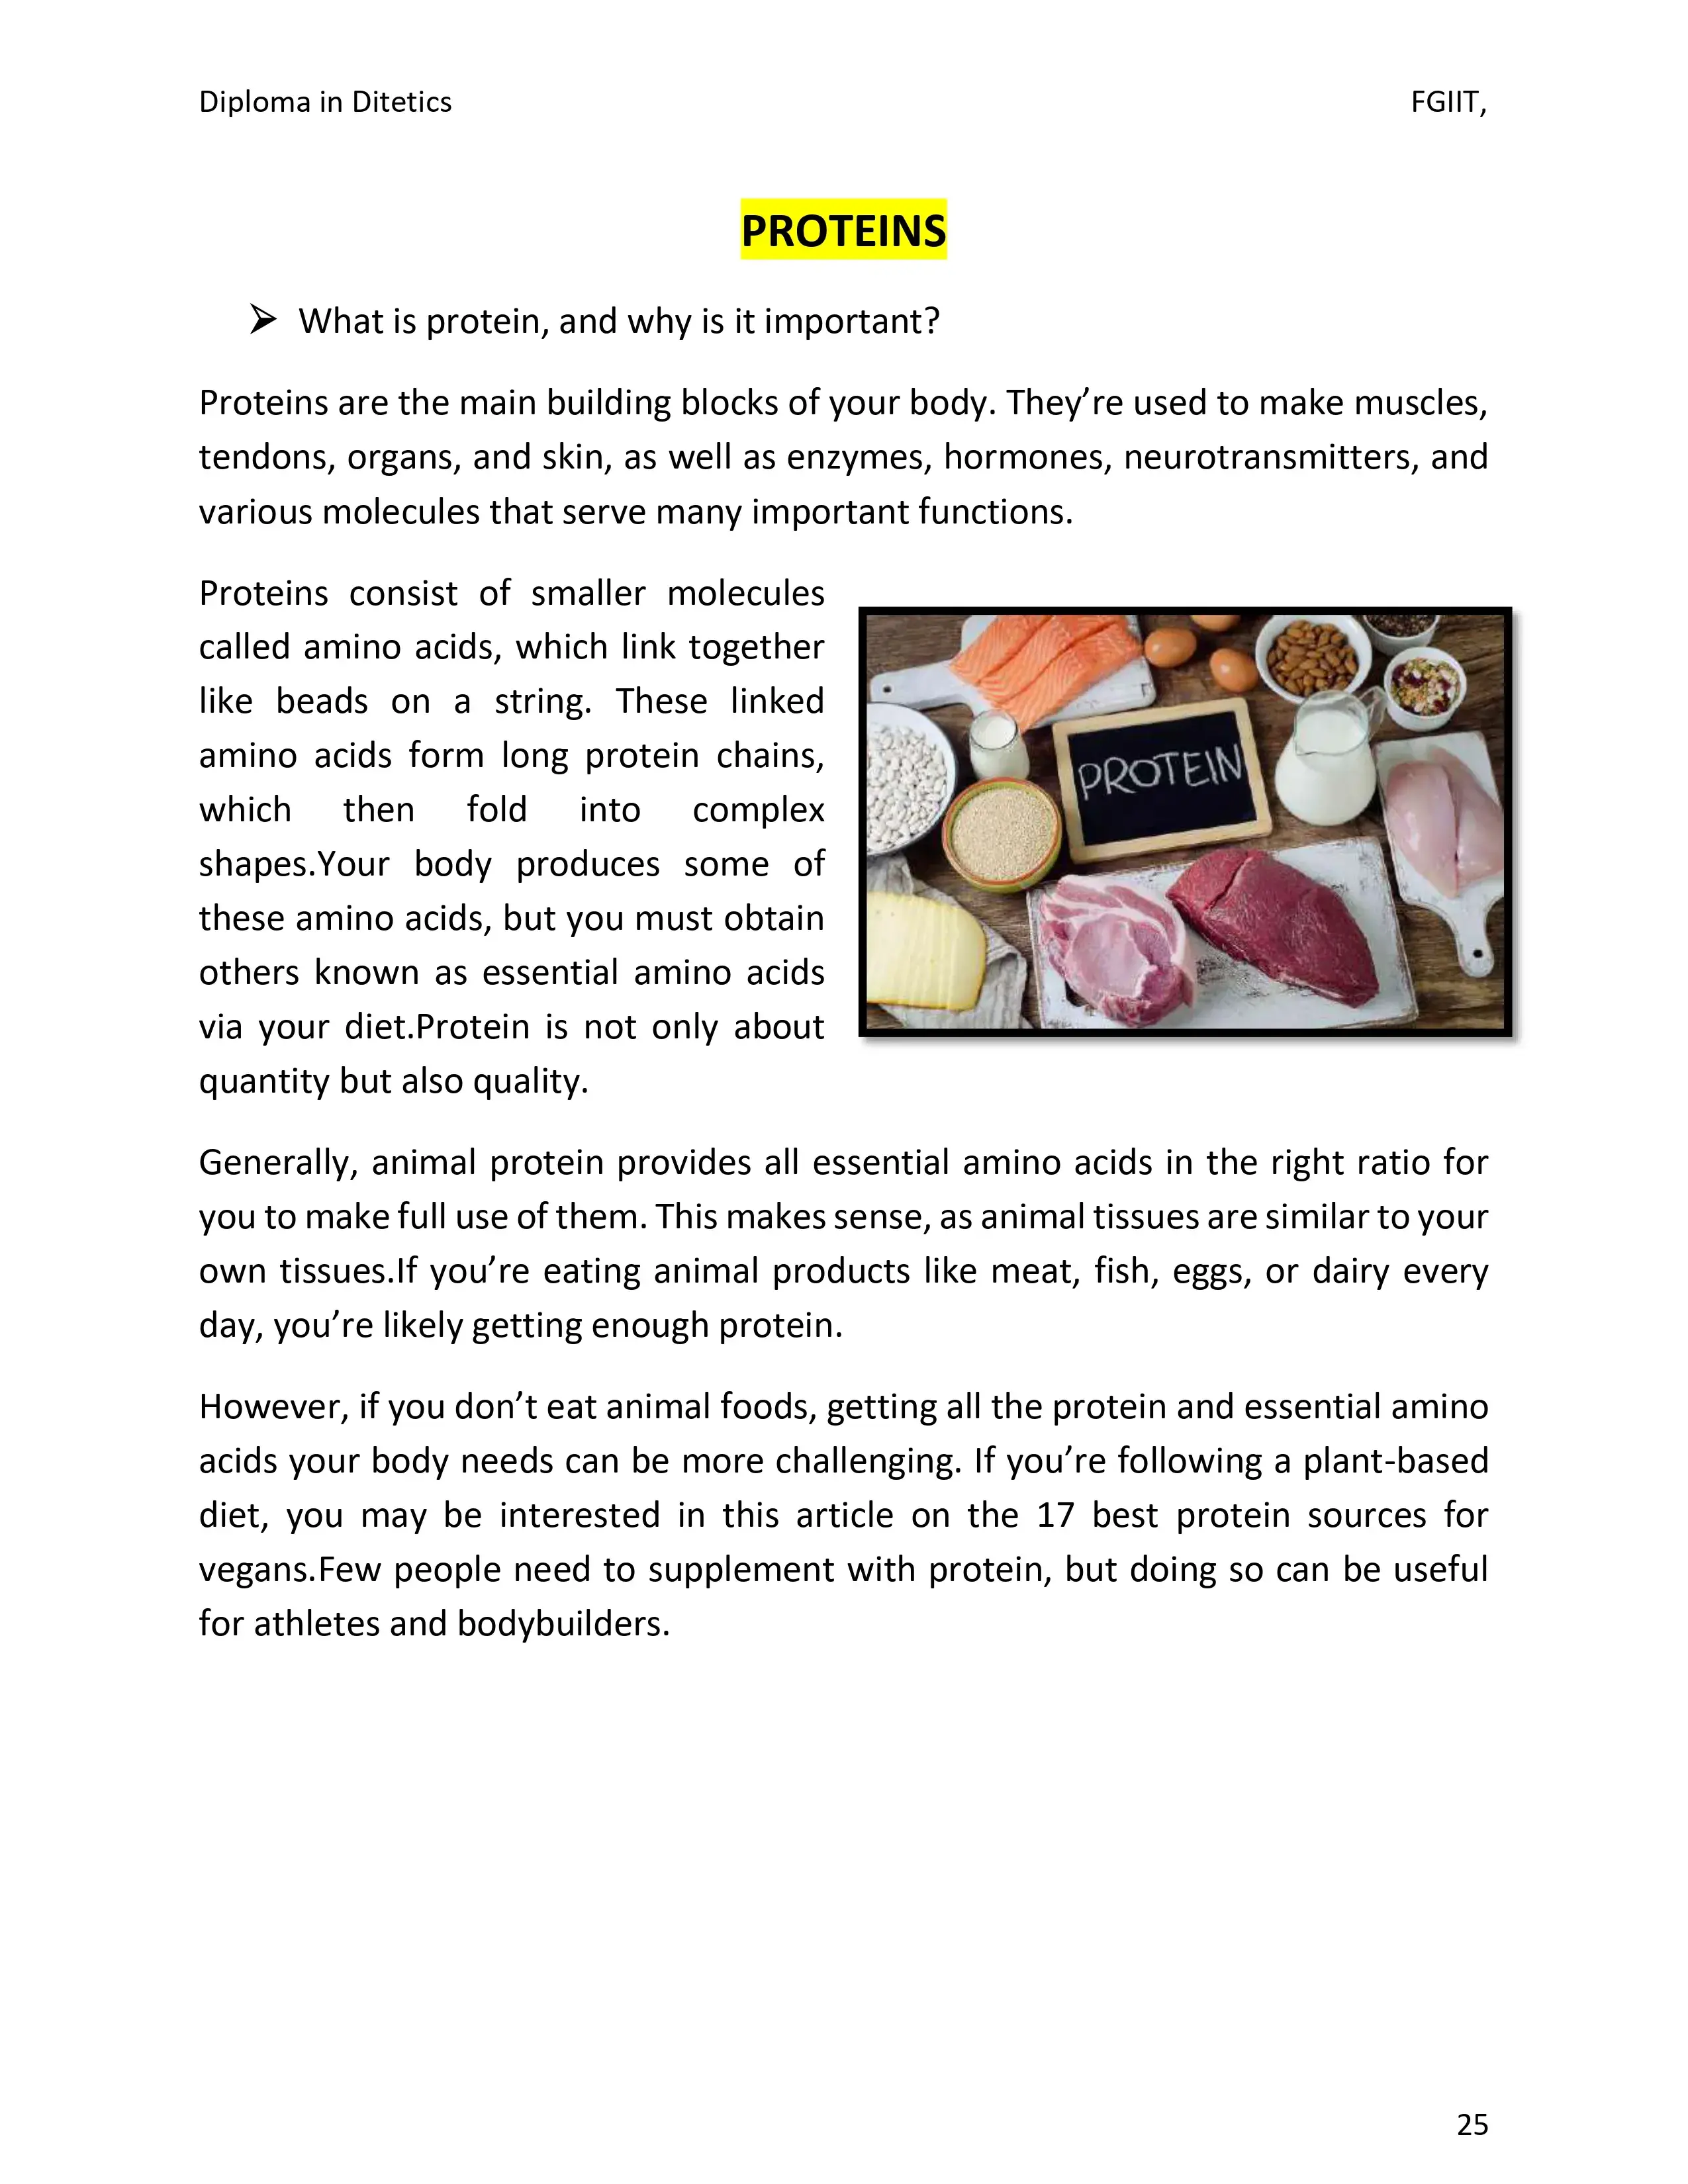 Diploma in Ditetics FGIIT,
PROTEINS
➢ What is protein, and why is it important?
Proteins are the main building blocks of your body. They’re used to make muscles,
tendons, organs, and skin, as well as enzymes, hormones, neurotransmitters, and
various molecules that serve many important functions.
Proteins consist of smaller molecules
called amino acids, which link together
like beads on a string. These linked
amino acids form long protein chains,
which then fold into complex
shapes.Your body produces some of
these amino acids, but you must obtain
others known as essential amino acids
via your diet.Protein is not only about
quantity but also quality.
PROTEIN
Generally, animal protein provides all essential amino acids in the right ratio for
you to make full use of them. This makes sense, as animal tissues are similar to your
own tissues.If you’re eating animal products like meat, fish, eggs, or dairy every
day, you’re likely getting enough protein.
However, if you don’t eat animal foods, getting all the protein and essential amino
acids your body needs can be more challenging. If you’re following a plant-based
diet, you may be interested in this article on the 17 best protein sources for
vegans.Few people need to supplement with protein, but doing so can be useful
for athletes and bodybuilders.
25